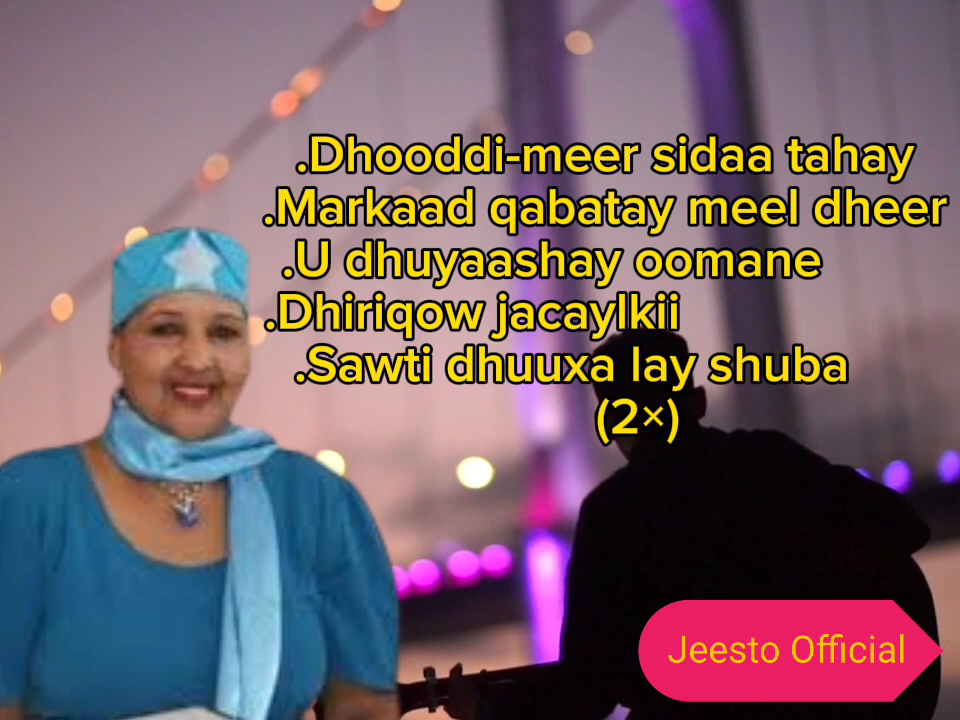 .Dhooddi-meer sidaa tahay
.Markaad qabatay meel dheer
.U dhuyaashay oomane
.Dhiriqow jacaylkii
.Sawti dhuuxa lay shuba
(2×)
Jeesto Official